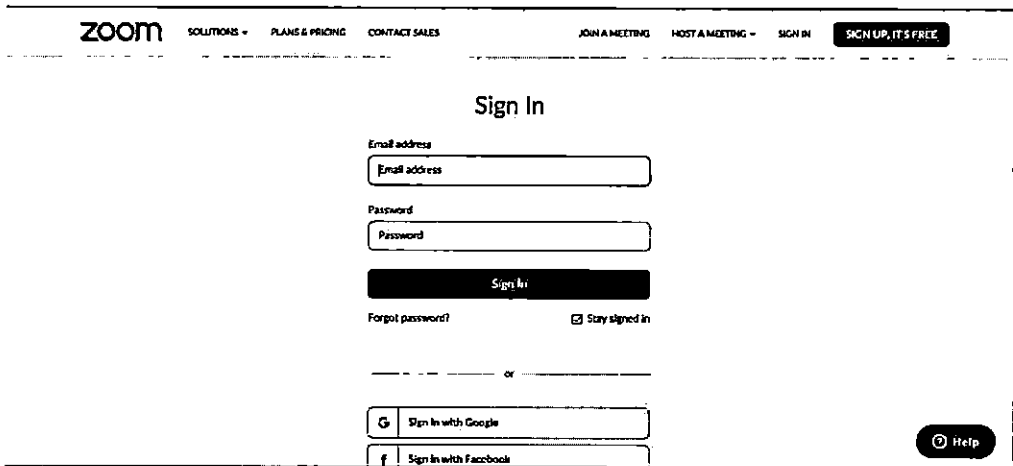 zoom SOLUTIONS PLANS & PRICING CONTACT SALES JOIN A MEETING HOST A MEETING SIGN IN SIGN UP, IT'S FREE
Sign In
Email address
Email address
Password
Password
Sign In
Forgot password? Stay signed in
or
G Sign In with Google
f Sign In with Facebook
Help